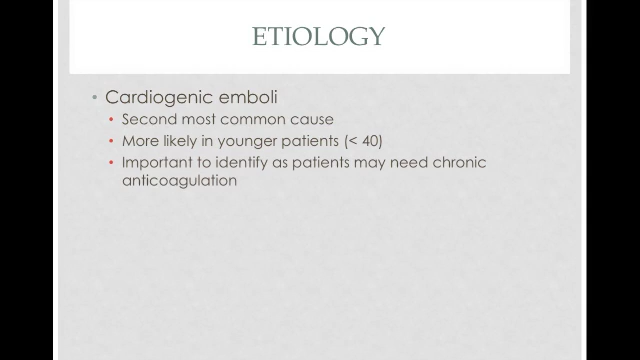 ETIOLOGY
• Cardiogenic emboli
• Second most common cause
• More likely in younger patients (< 40)
• Important to identify as patients may need chronic
anticoagulation